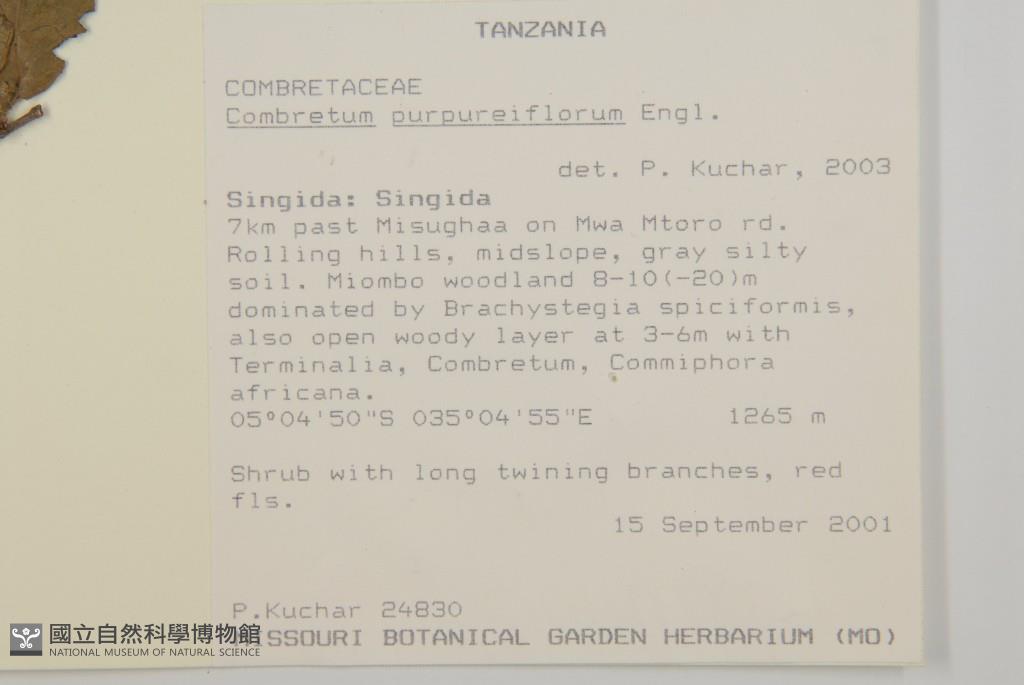 TANZANIA
COMBRETACEAE
Combretum purpureiflorum Engl.
det. P. Kuchar, 2003
Singida: Singida
7km past Misughaa on Mwa Mtoro rd.
Rolling hills, midslope, gray silty
soil. Miombo woodland 8-10(-20)m
dominated by Brachystegia spiciformis,
also open woody layer at 3-6m with
Terminalia, Combretum, Commiphora
africana.
05°04'50"S 035°04'55"E 1265 m
Shrub with long twining branches, red
fls.
15 September 2001
P.Kuchar 24830
MISSOURI BOTANICAL GARDEN HERBARIUM (MO)
國立自然科學博物館
NATIONAL MUSEUM OF NATURAL SCIENCE